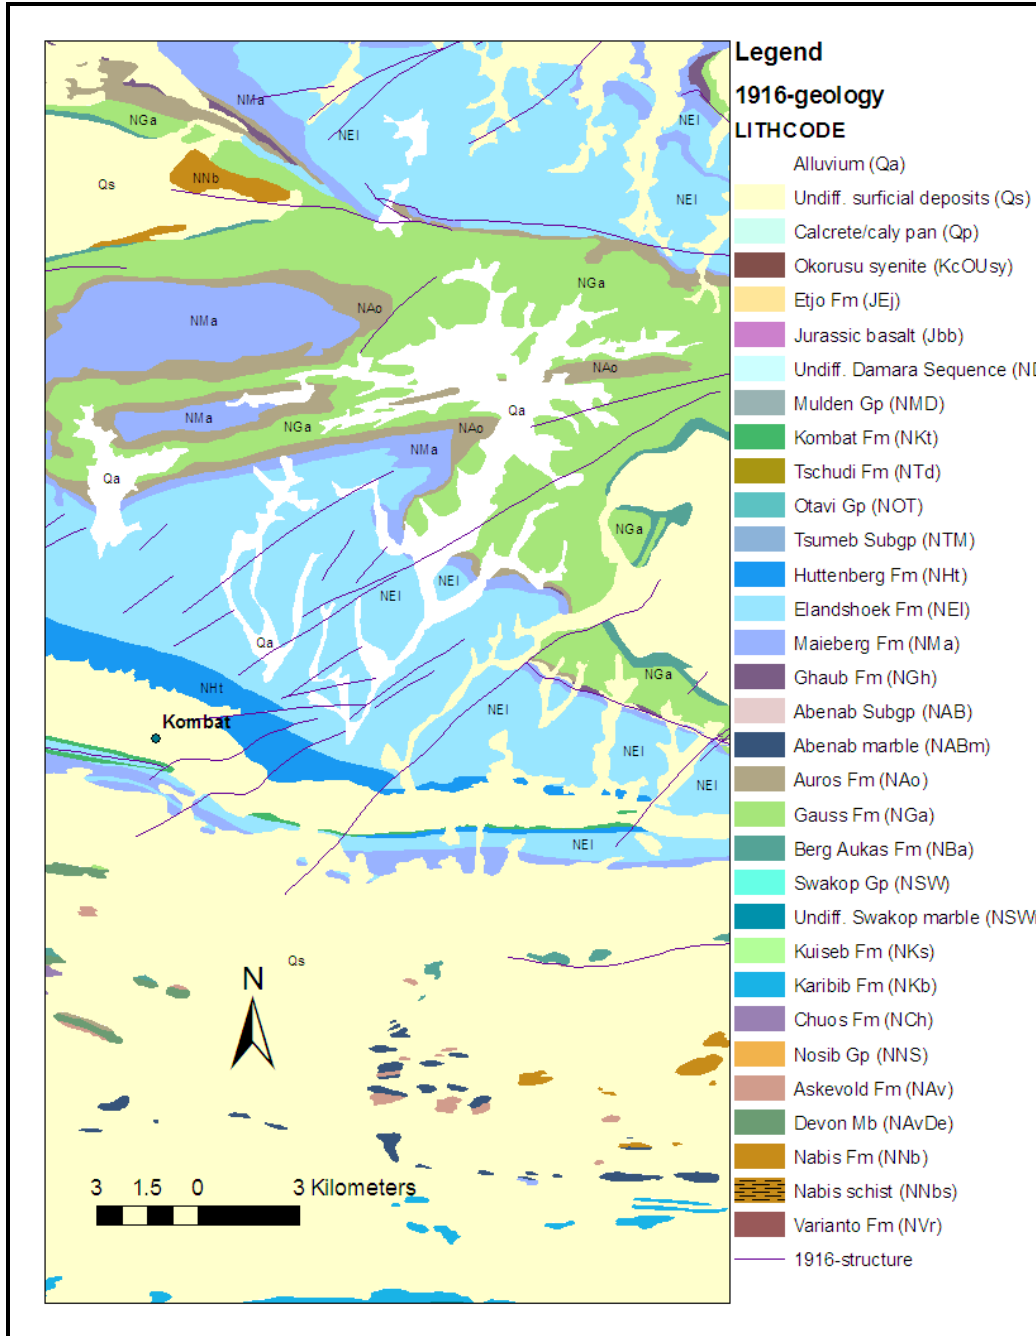 Legend
1916-geology
LITHCODE
Alluvium (Qa)
Undiff. surficial deposits (Qs)
Calcrete/caly pan (Qp)
Okorusu syenite (KcOUsy)
Etjo Fm (JEj)
Jurassic basalt (Jbb)
Undiff. Damara Sequence (ND
Mulden Gp (NMD)
Kombat Fm (NKt)
Tschudi Fm (NTd)
Otavi Gp (NOT)
Tsumeb Subgp (NTM)
Huttenberg Fm (NHt)
Elandshoek Fm (NEl)
Maieberg Fm (NMa)
Ghaub Fm (NGh)
Abenab Subgp (NAB)
Abenab marble (NABm)
Auros Fm (NAo)
Gauss Fm (NGa)
Berg Aukas Fm (NBa)
Swakop Gp (NSW)
Undiff. Swakop marble (NSW
Kuiseb Fm (NKs)
Karibib Fm (NKb)
Chuos Fm (NCh)
Nosib Gp (NNS)
Askevold Fm (NAv)
Devon Mb (NAvDe)
Nabis Fm (NNb)
Nabis schist (NNbs)
Varianto Fm (NVr)
1916-structure
NMa
NGa
NEl
NEl
NNb
Qs
NEl
NGa
NAo
NMa
NAo
Qa
NMa
NGa
NAo
NMa
Qa
NGa
NEl
NEl
Qa
NGa
NHt
NEl
Kombat
NEl
NEl
NEl
Qs
N
3 1.5 0 3 Kilometers